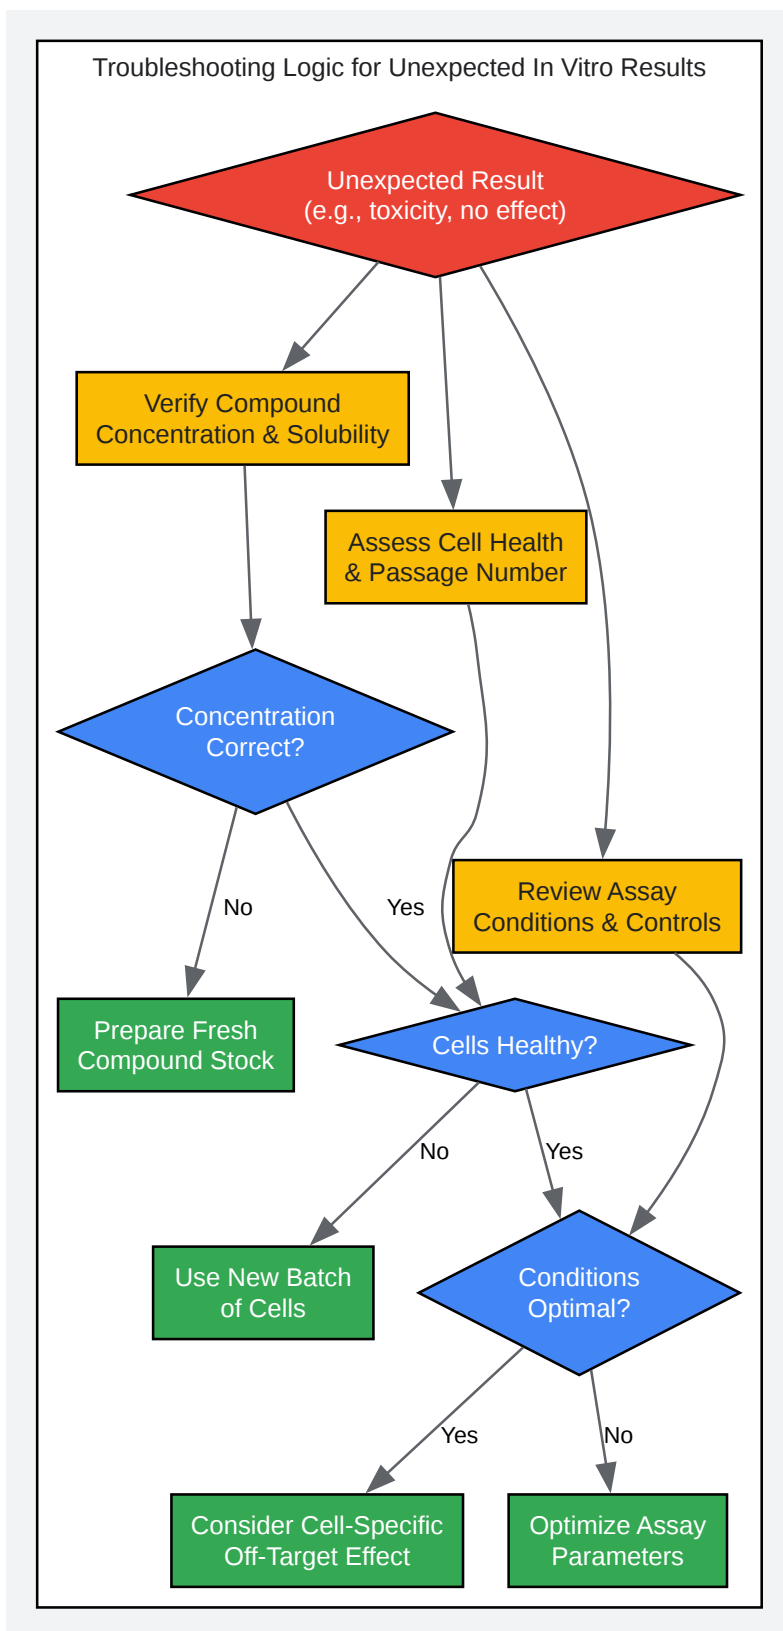 Troubleshooting Logic for Unexpected In Vitro Results
Unexpected Result
(e.g., toxicity, no effect)
Verify Compound
Concentration & Solubility
Assess Cell Health
& Passage Number
Concentration
Correct?
Review Assay
Conditions & Controls
No
Yes
Prepare Fresh
Compound Stock
Cells Healthy?
No
Yes
Use New Batch
of Cells
Conditions
Optimal?
Yes
No
Consider Cell-Specific
Off-Target Effect
Optimize Assay
Parameters